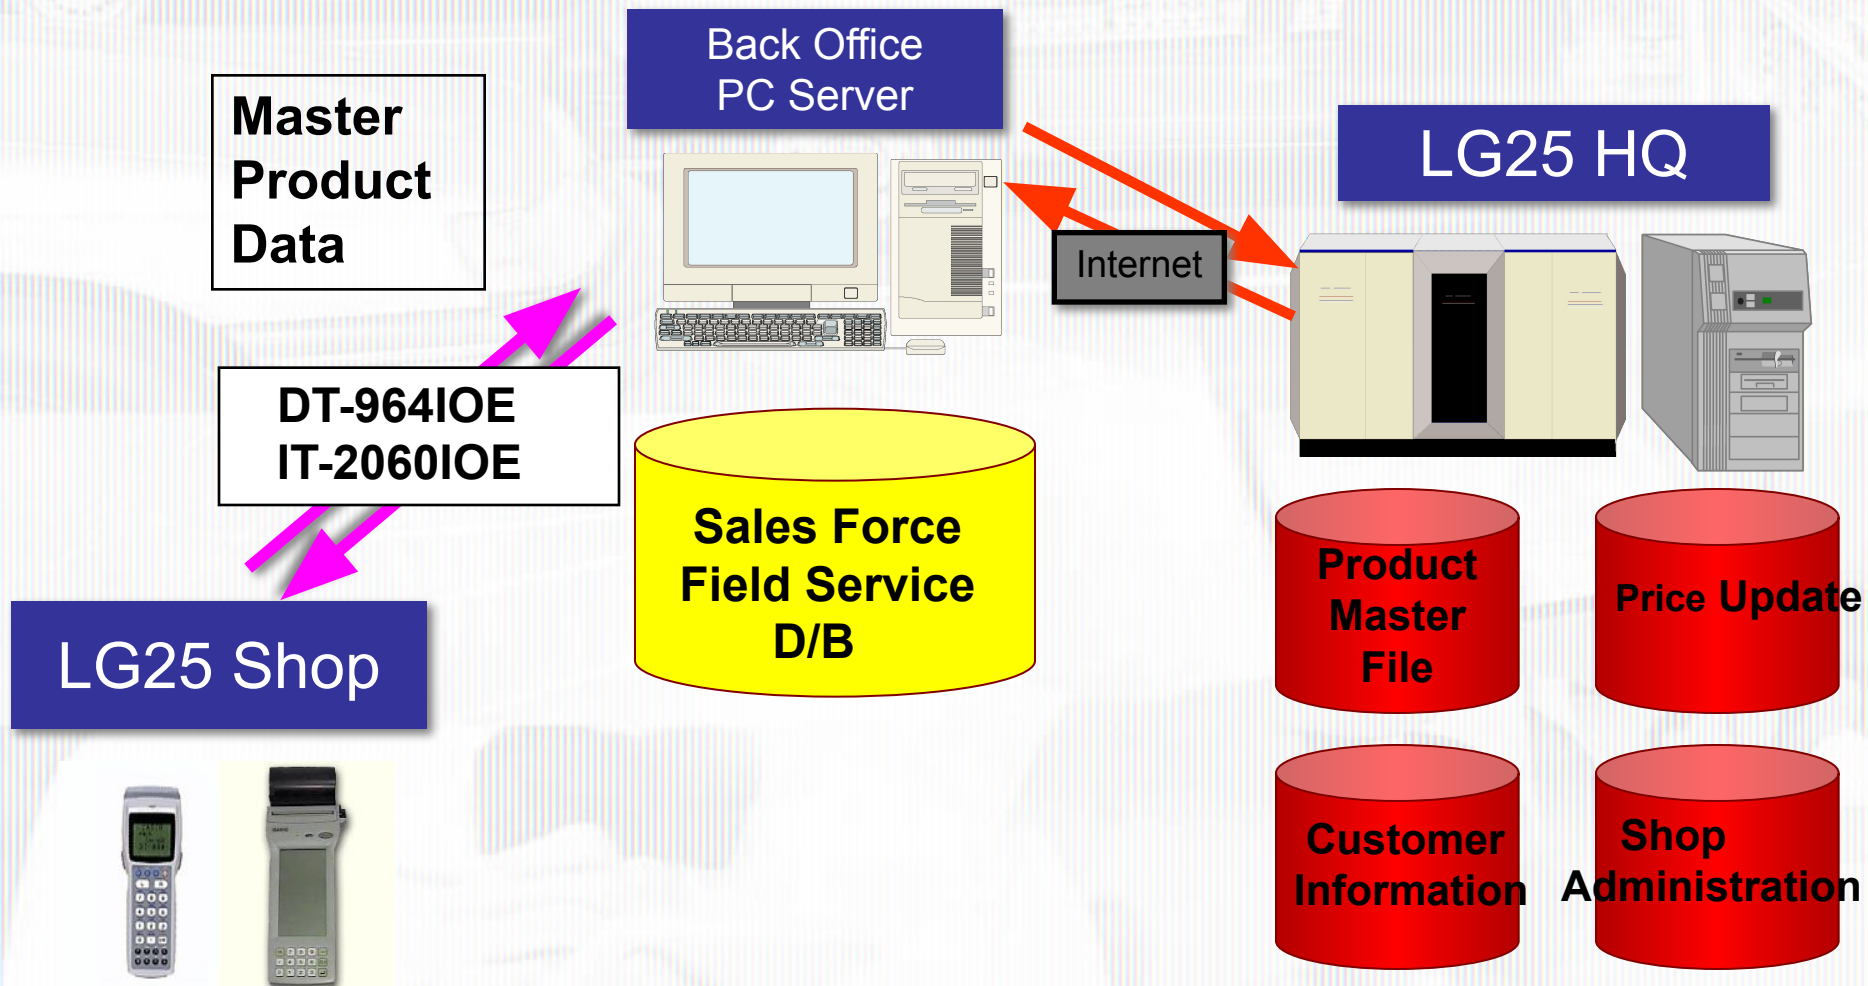 Back Office
PC Server
Master
Product
Data
LG25 HQ
Internet
DT-964IOE
IT-2060IOE
Sales Force
Field Service
D/B
LG25 Shop
Product
Master
File
Price Update
Customer
Information
Shop
Administration